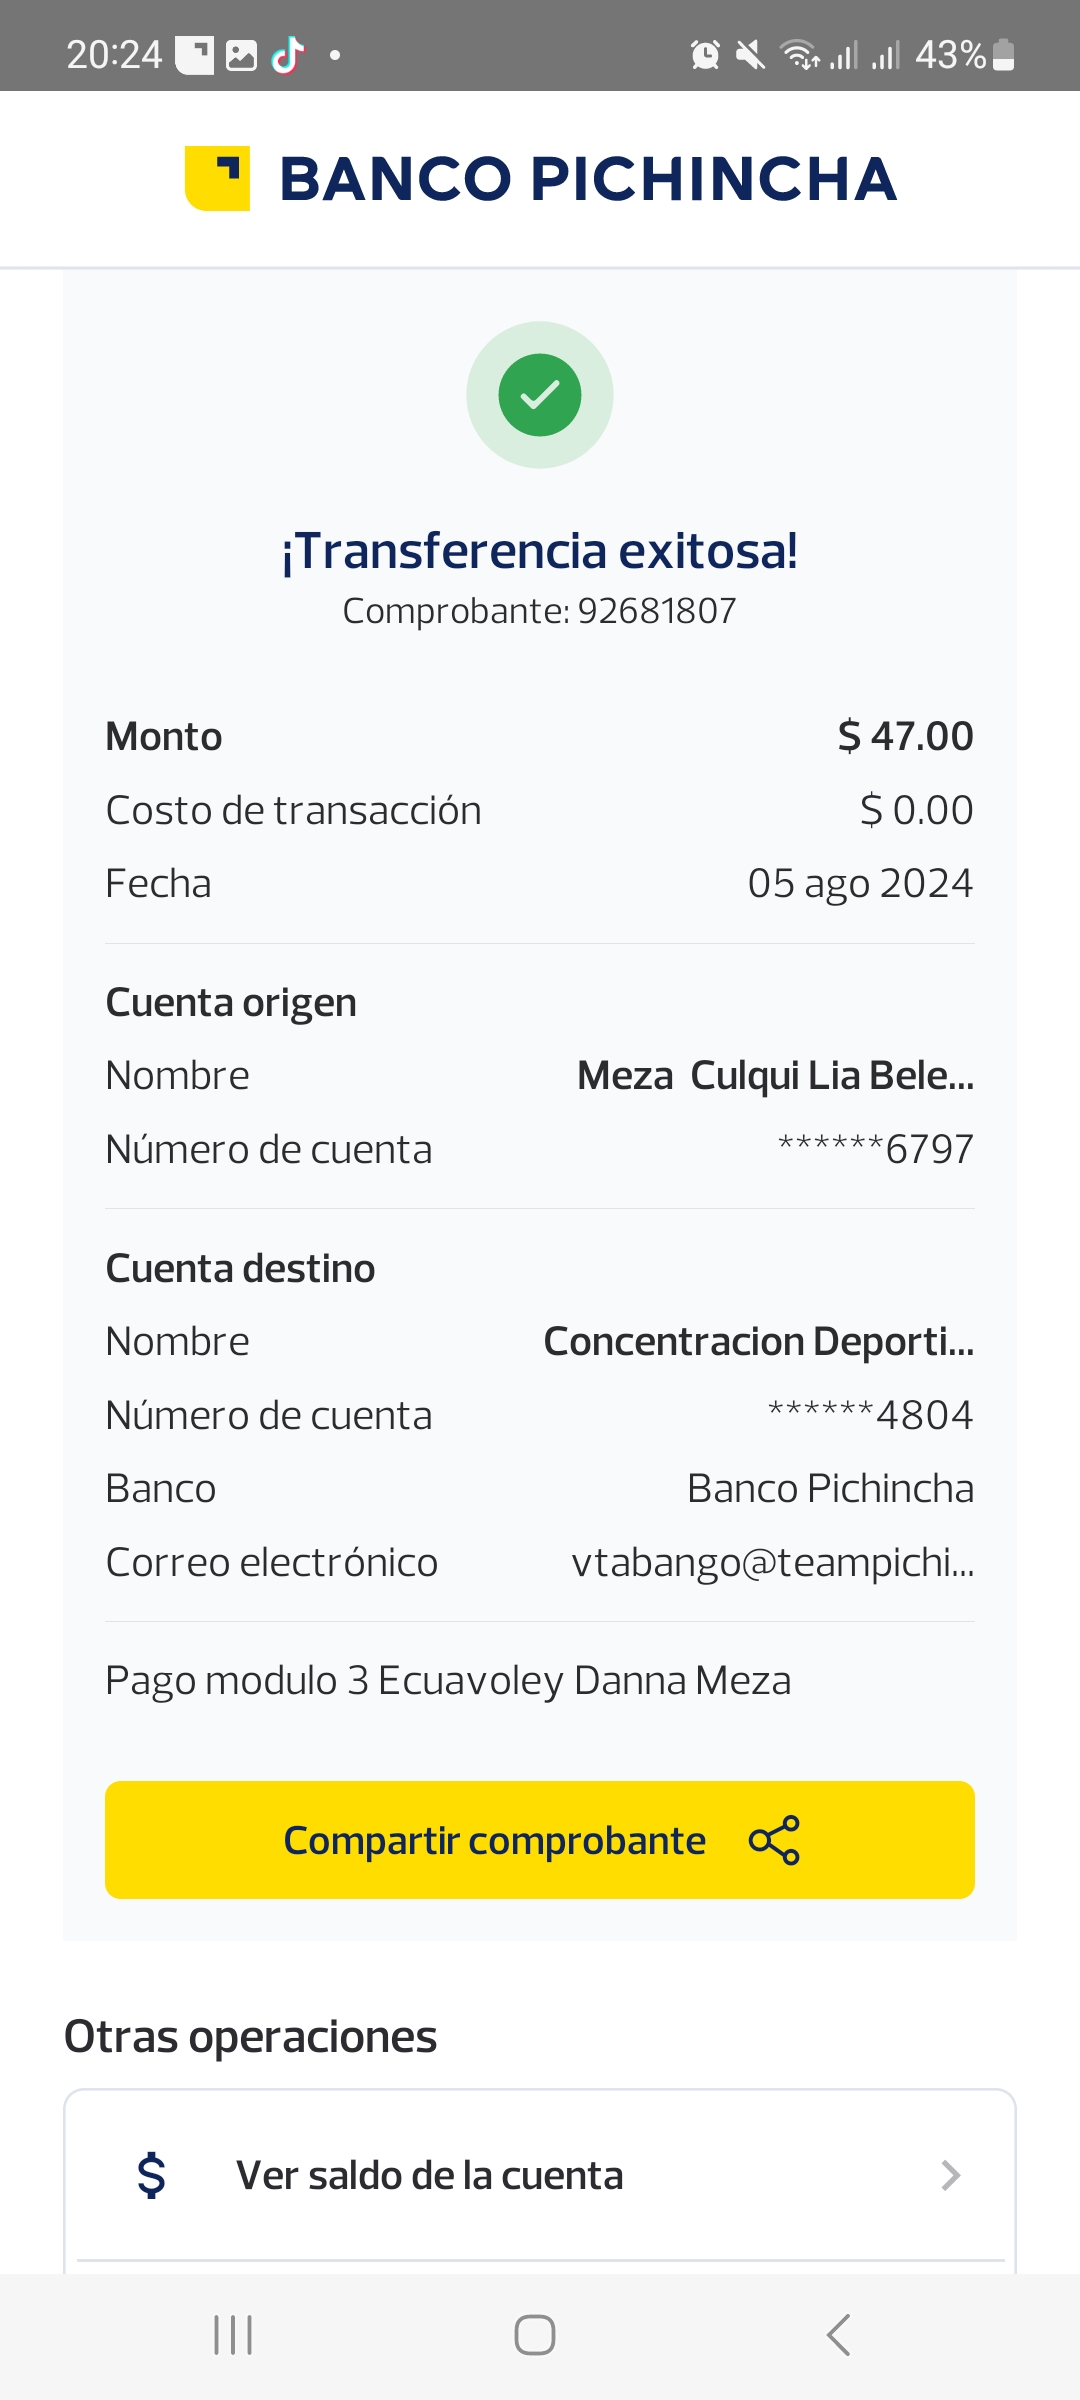 20:24 43%
BANCO PICHINCHA
¡Transferencia exitosa!
Comprobante: 92681807
Monto $ 47.00
Costo de transacción $ 0.00
Fecha 05 ago 2024
Cuenta origen
Nombre Meza  Culqui Lia Bele...
Número de cuenta ******6797
Cuenta destino
Nombre Concentracion Deporti...
Número de cuenta ******4804
Banco Banco Pichincha
Correo electrónico vtabango@teampichi...
Pago modulo 3 Ecuavoley Danna Meza
Compartir comprobante
Otras operaciones
$ Ver saldo de la cuenta